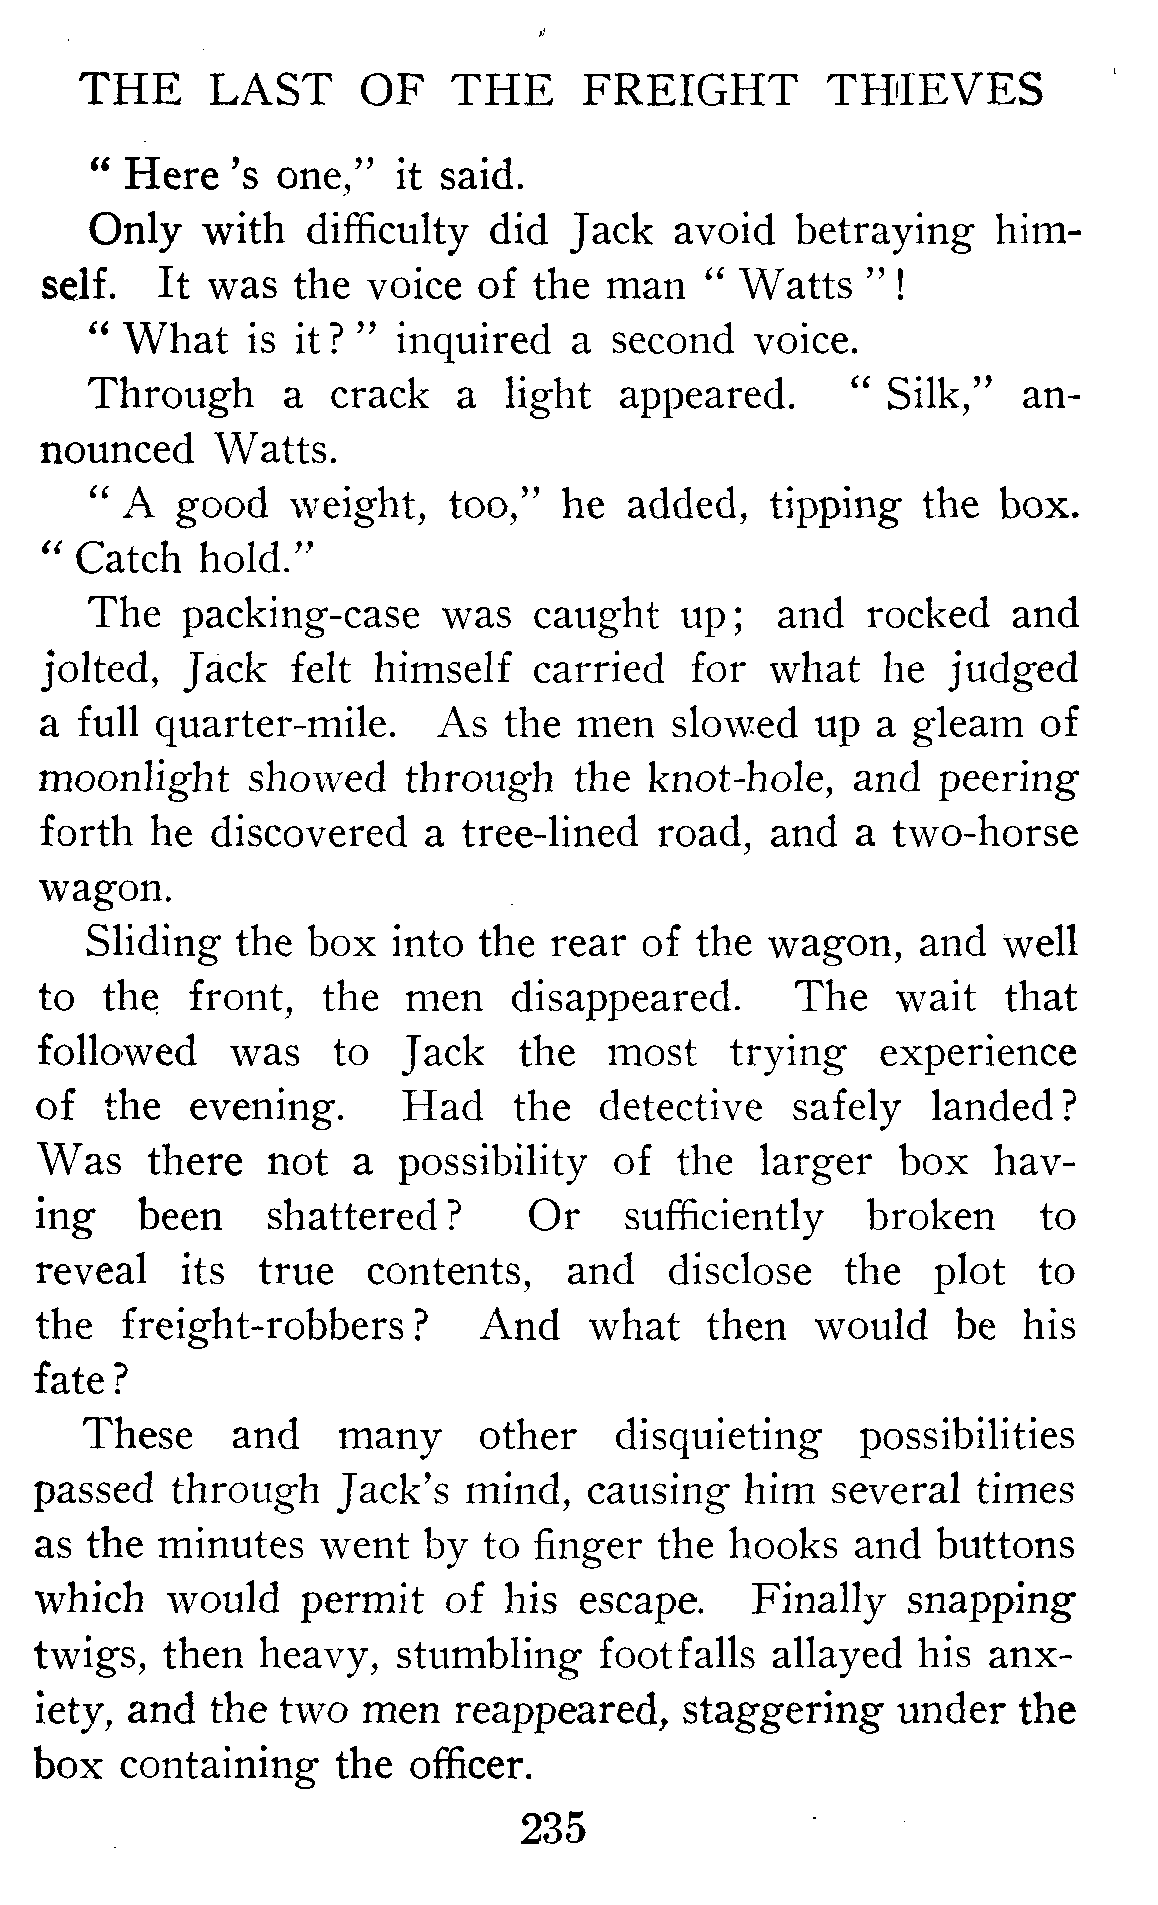 THE LAST OF THE FREIGHT THIEVES
“ Here 's one,” it said.
Only with difficulty did Jack avoid betraying him-
self. It was the voice of the man “ Watts ” !
“ What is it? ” inquired a second voice.
Through a crack a light appeared. “ Silk,” an-
nounced Watts.
“ A good weight, too,” he added, tipping the box.
“ Catch hold.”
The packing-case was caught up; and rocked and
jolted, Jack felt himself carried for what he judged
a full quarter-mile. As the men slowed up a gleam of
moonlight showed through the knot-hole, and peering
forth he discovered a tree-lined road, and a two-horse
wagon.
Sliding the box into the rear of the wagon, and well
to the front, the men disappeared. The wait that
followed was to Jack the most trying experience
of the evening. Had the detective safely landed?
Was there not a possibility of the larger box hav-
ing been shattered? Or sufficiently broken to
reveal its true contents, and disclose the plot to
the freight-robbers? And what then would be his
fate?
These and many other disquieting possibilities
passed through Jack's mind, causing him several times
as the minutes went by to finger the hooks and buttons
which would permit of his escape. Finally snapping
twigs, then heavy, stumbling footfalls allayed his anx-
iety, and the two men reappeared, staggering under the
box containing the officer.
235